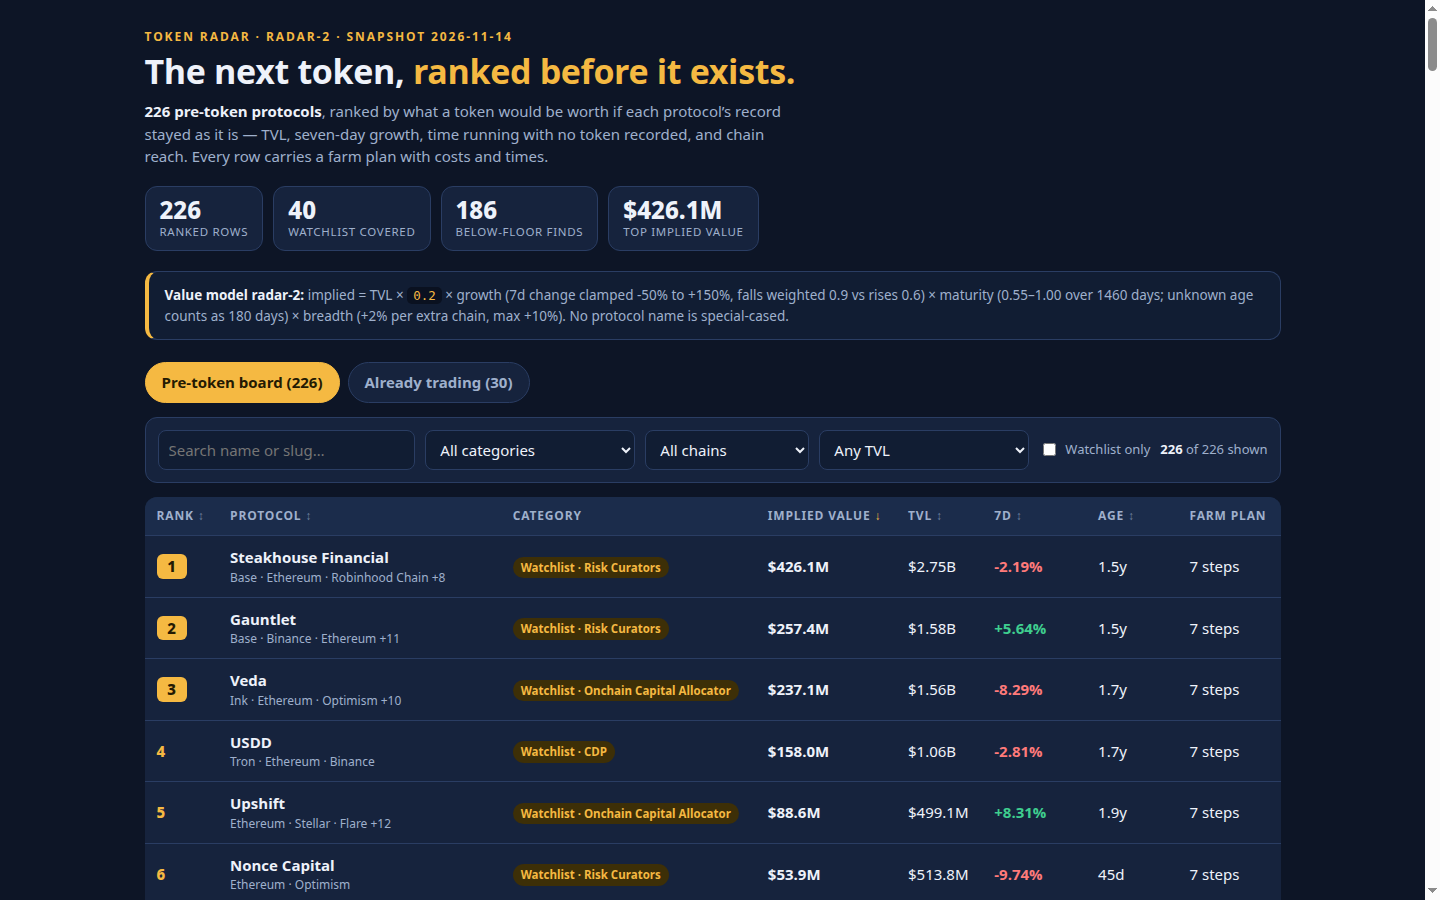 TOKEN RADAR · RADAR-2 · SNAPSHOT 2026-11-14
The next token, ranked before it exists.
226 pre-token protocols, ranked by what a token would be worth if each protocol’s record
stayed as it is — TVL, seven-day growth, time running with no token recorded, and chain
reach. Every row carries a farm plan with costs and times.
226
RANKED ROWS
40
WATCHLIST COVERED
186
BELOW-FLOOR FINDS
$426.1M
TOP IMPLIED VALUE
Value model radar-2: implied = TVL × 0.2 × growth (7d change clamped -50% to +150%, falls weighted 0.9 vs rises 0.6) × maturity (0.55–1.00 over 1460 days; unknown age
counts as 180 days) × breadth (+2% per extra chain, max +10%). No protocol name is special-cased.
Pre-token board (226)
Already trading (30)
Search name or slug...
All categories
All chains
Any TVL
Watchlist only
226 of 226 shown
RANK ↕ PROTOCOL ↕ CATEGORY IMPLIED VALUE ↓ TVL ↕ 7D ↕ AGE ↕ FARM PLAN
1 Steakhouse Financial Watchlist · Risk Curators $426.1M $2.75B -2.19% 1.5y 7 steps
Base · Ethereum · Robinhood Chain +8
2 Gauntlet Watchlist · Risk Curators $257.4M $1.58B +5.64% 1.5y 7 steps
Base · Binance · Ethereum +11
3 Veda Watchlist · Onchain Capital Allocator $237.1M $1.56B -8.29% 1.7y 7 steps
Ink · Ethereum · Optimism +10
4 USDD Watchlist · CDP $158.0M $1.06B -2.81% 1.7y 7 steps
Tron · Ethereum · Binance
5 Upshift Watchlist · Onchain Capital Allocator $88.6M $499.1M +8.31% 1.9y 7 steps
Ethereum · Stellar · Flare +12
6 Nonce Capital Watchlist · Risk Curators $53.9M $513.8M -9.74% 45d 7 steps
Ethereum · Optimism